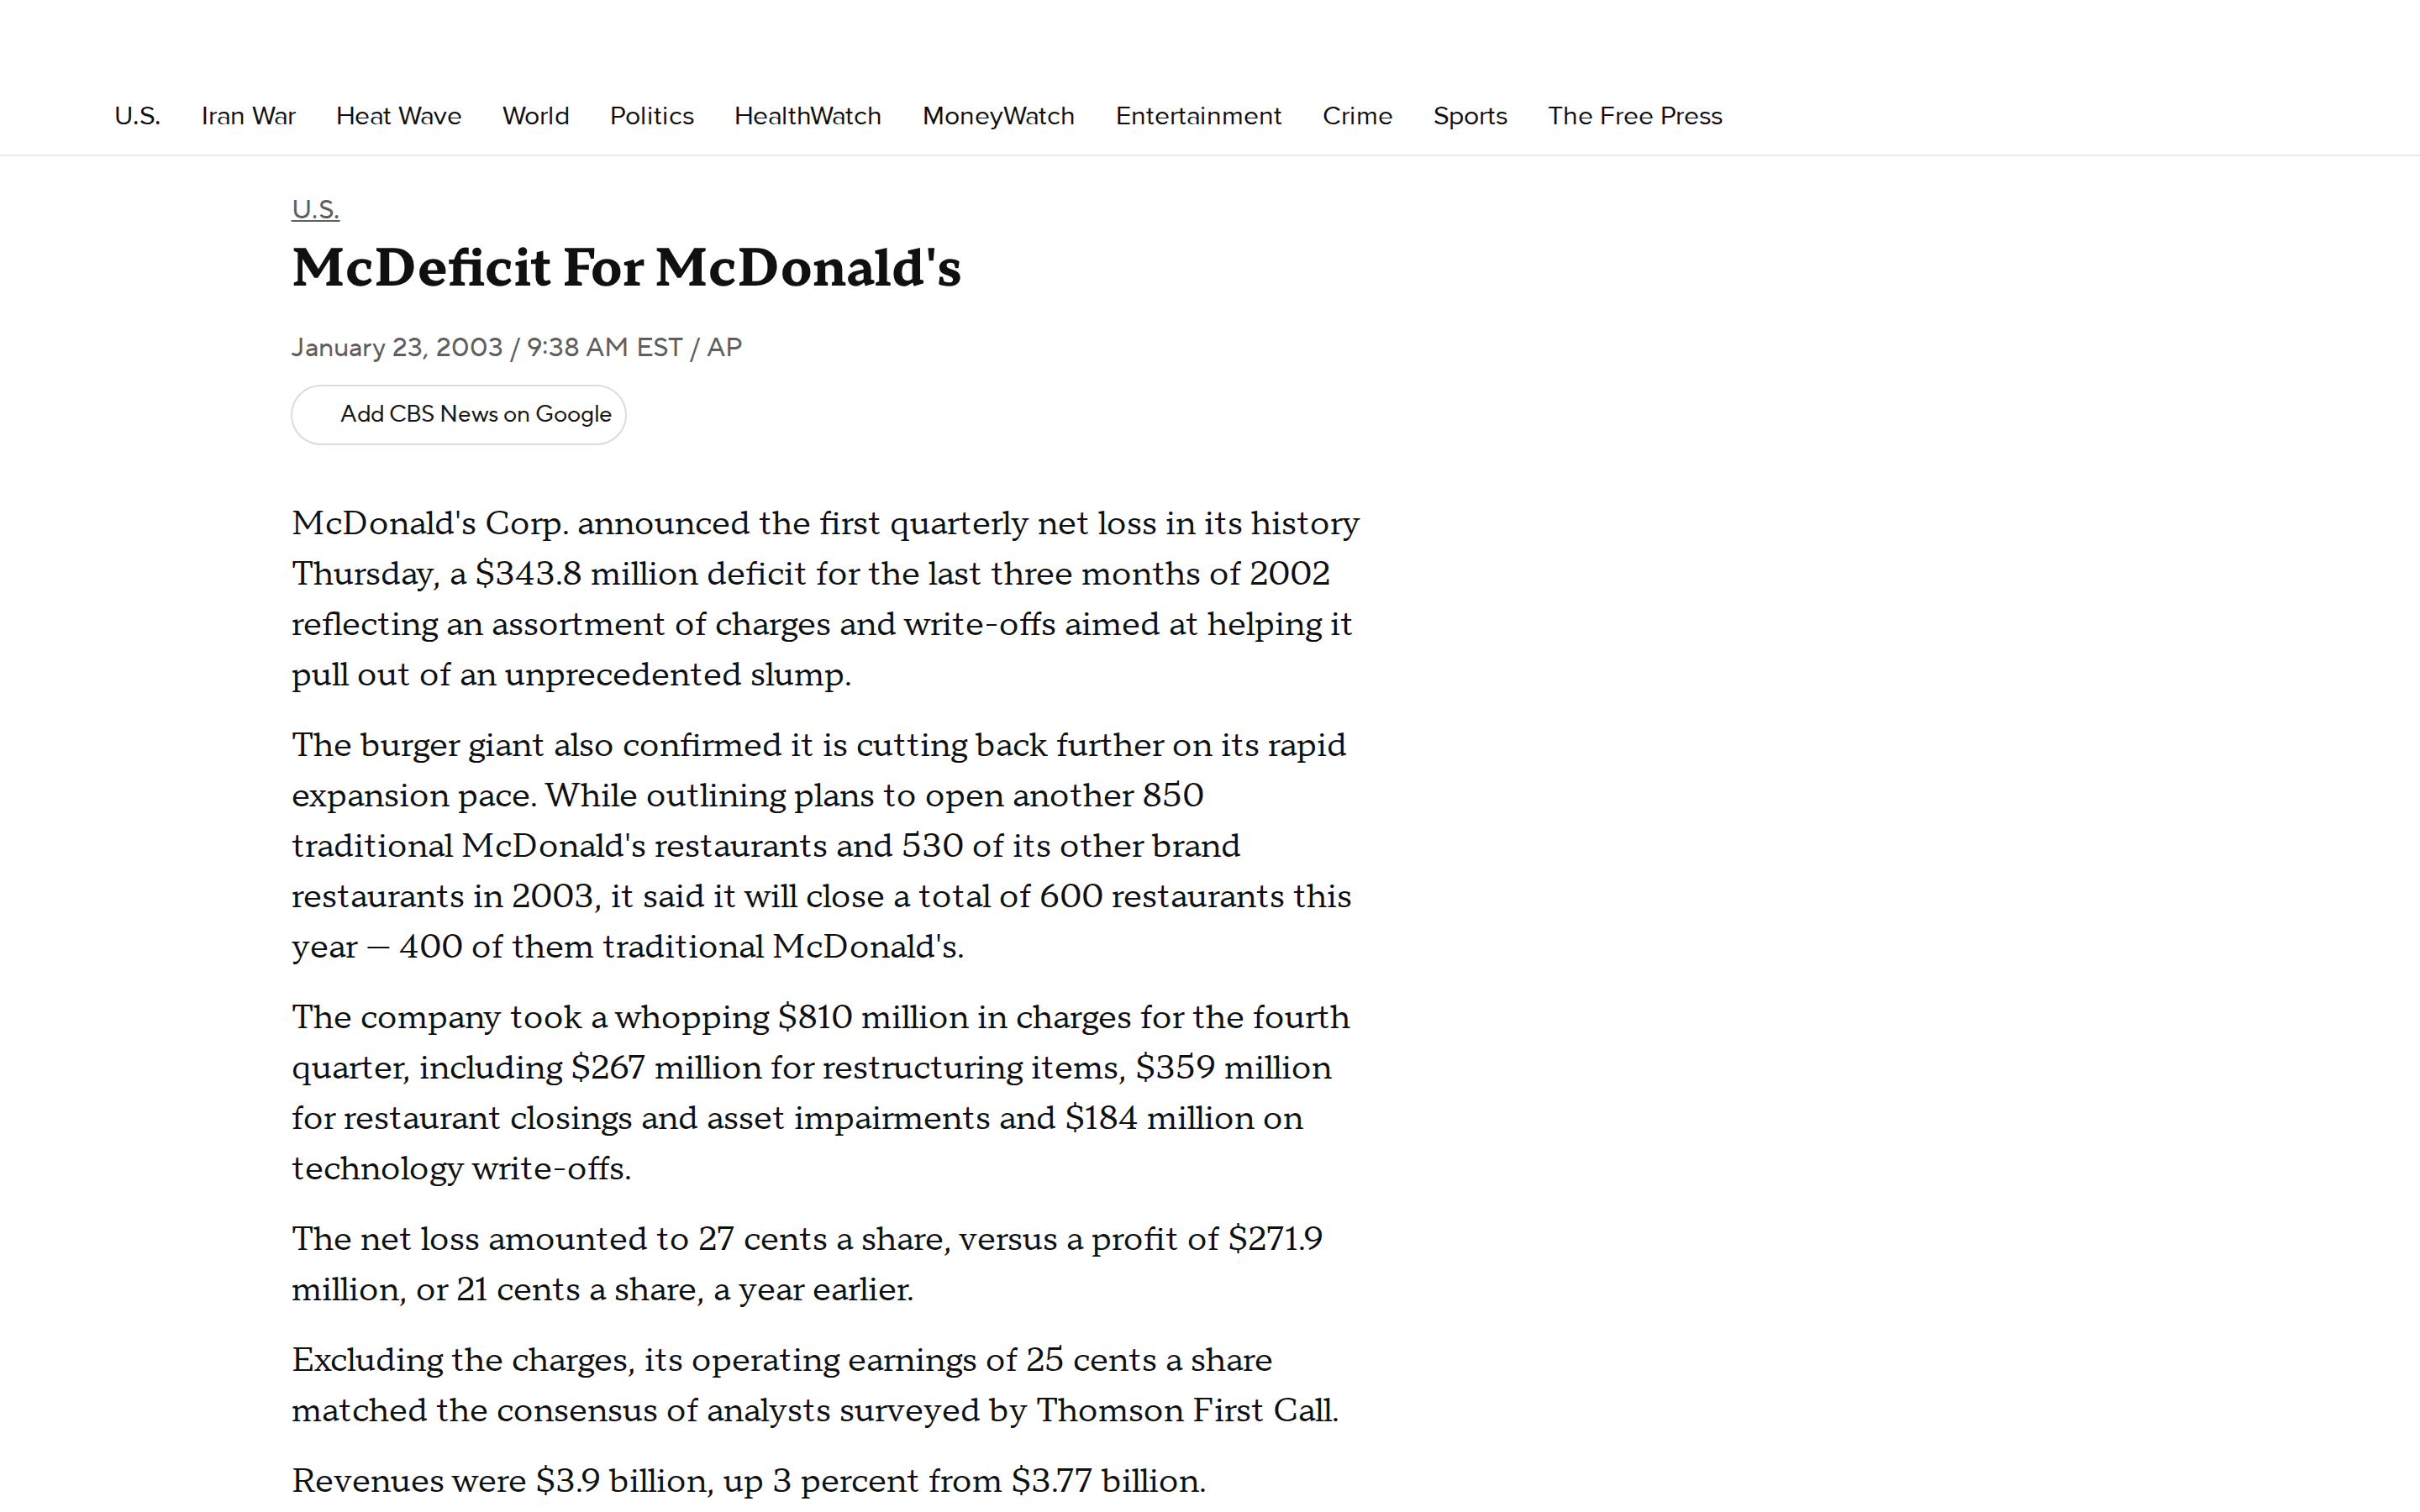 U.S. Iran War Heat Wave World Politics HealthWatch MoneyWatch Entertainment Crime Sports The Free Press
U.S.
McDeficit For McDonald's
January 23, 2003 / 9:38 AM EST / AP
Add CBS News on Google
McDonald's Corp. announced the first quarterly net loss in its history
Thursday, a $343.8 million deficit for the last three months of 2002
reflecting an assortment of charges and write-offs aimed at helping it
pull out of an unprecedented slump.
The burger giant also confirmed it is cutting back further on its rapid
expansion pace. While outlining plans to open another 850
traditional McDonald's restaurants and 530 of its other brand
restaurants in 2003, it said it will close a total of 600 restaurants this
year — 400 of them traditional McDonald's.
The company took a whopping $810 million in charges for the fourth
quarter, including $267 million for restructuring items, $359 million
for restaurant closings and asset impairments and $184 million on
technology write-offs.
The net loss amounted to 27 cents a share, versus a profit of $271.9
million, or 21 cents a share, a year earlier.
Excluding the charges, its operating earnings of 25 cents a share
matched the consensus of analysts surveyed by Thomson First Call.
Revenues were $3.9 billion, up 3 percent from $3.77 billion.